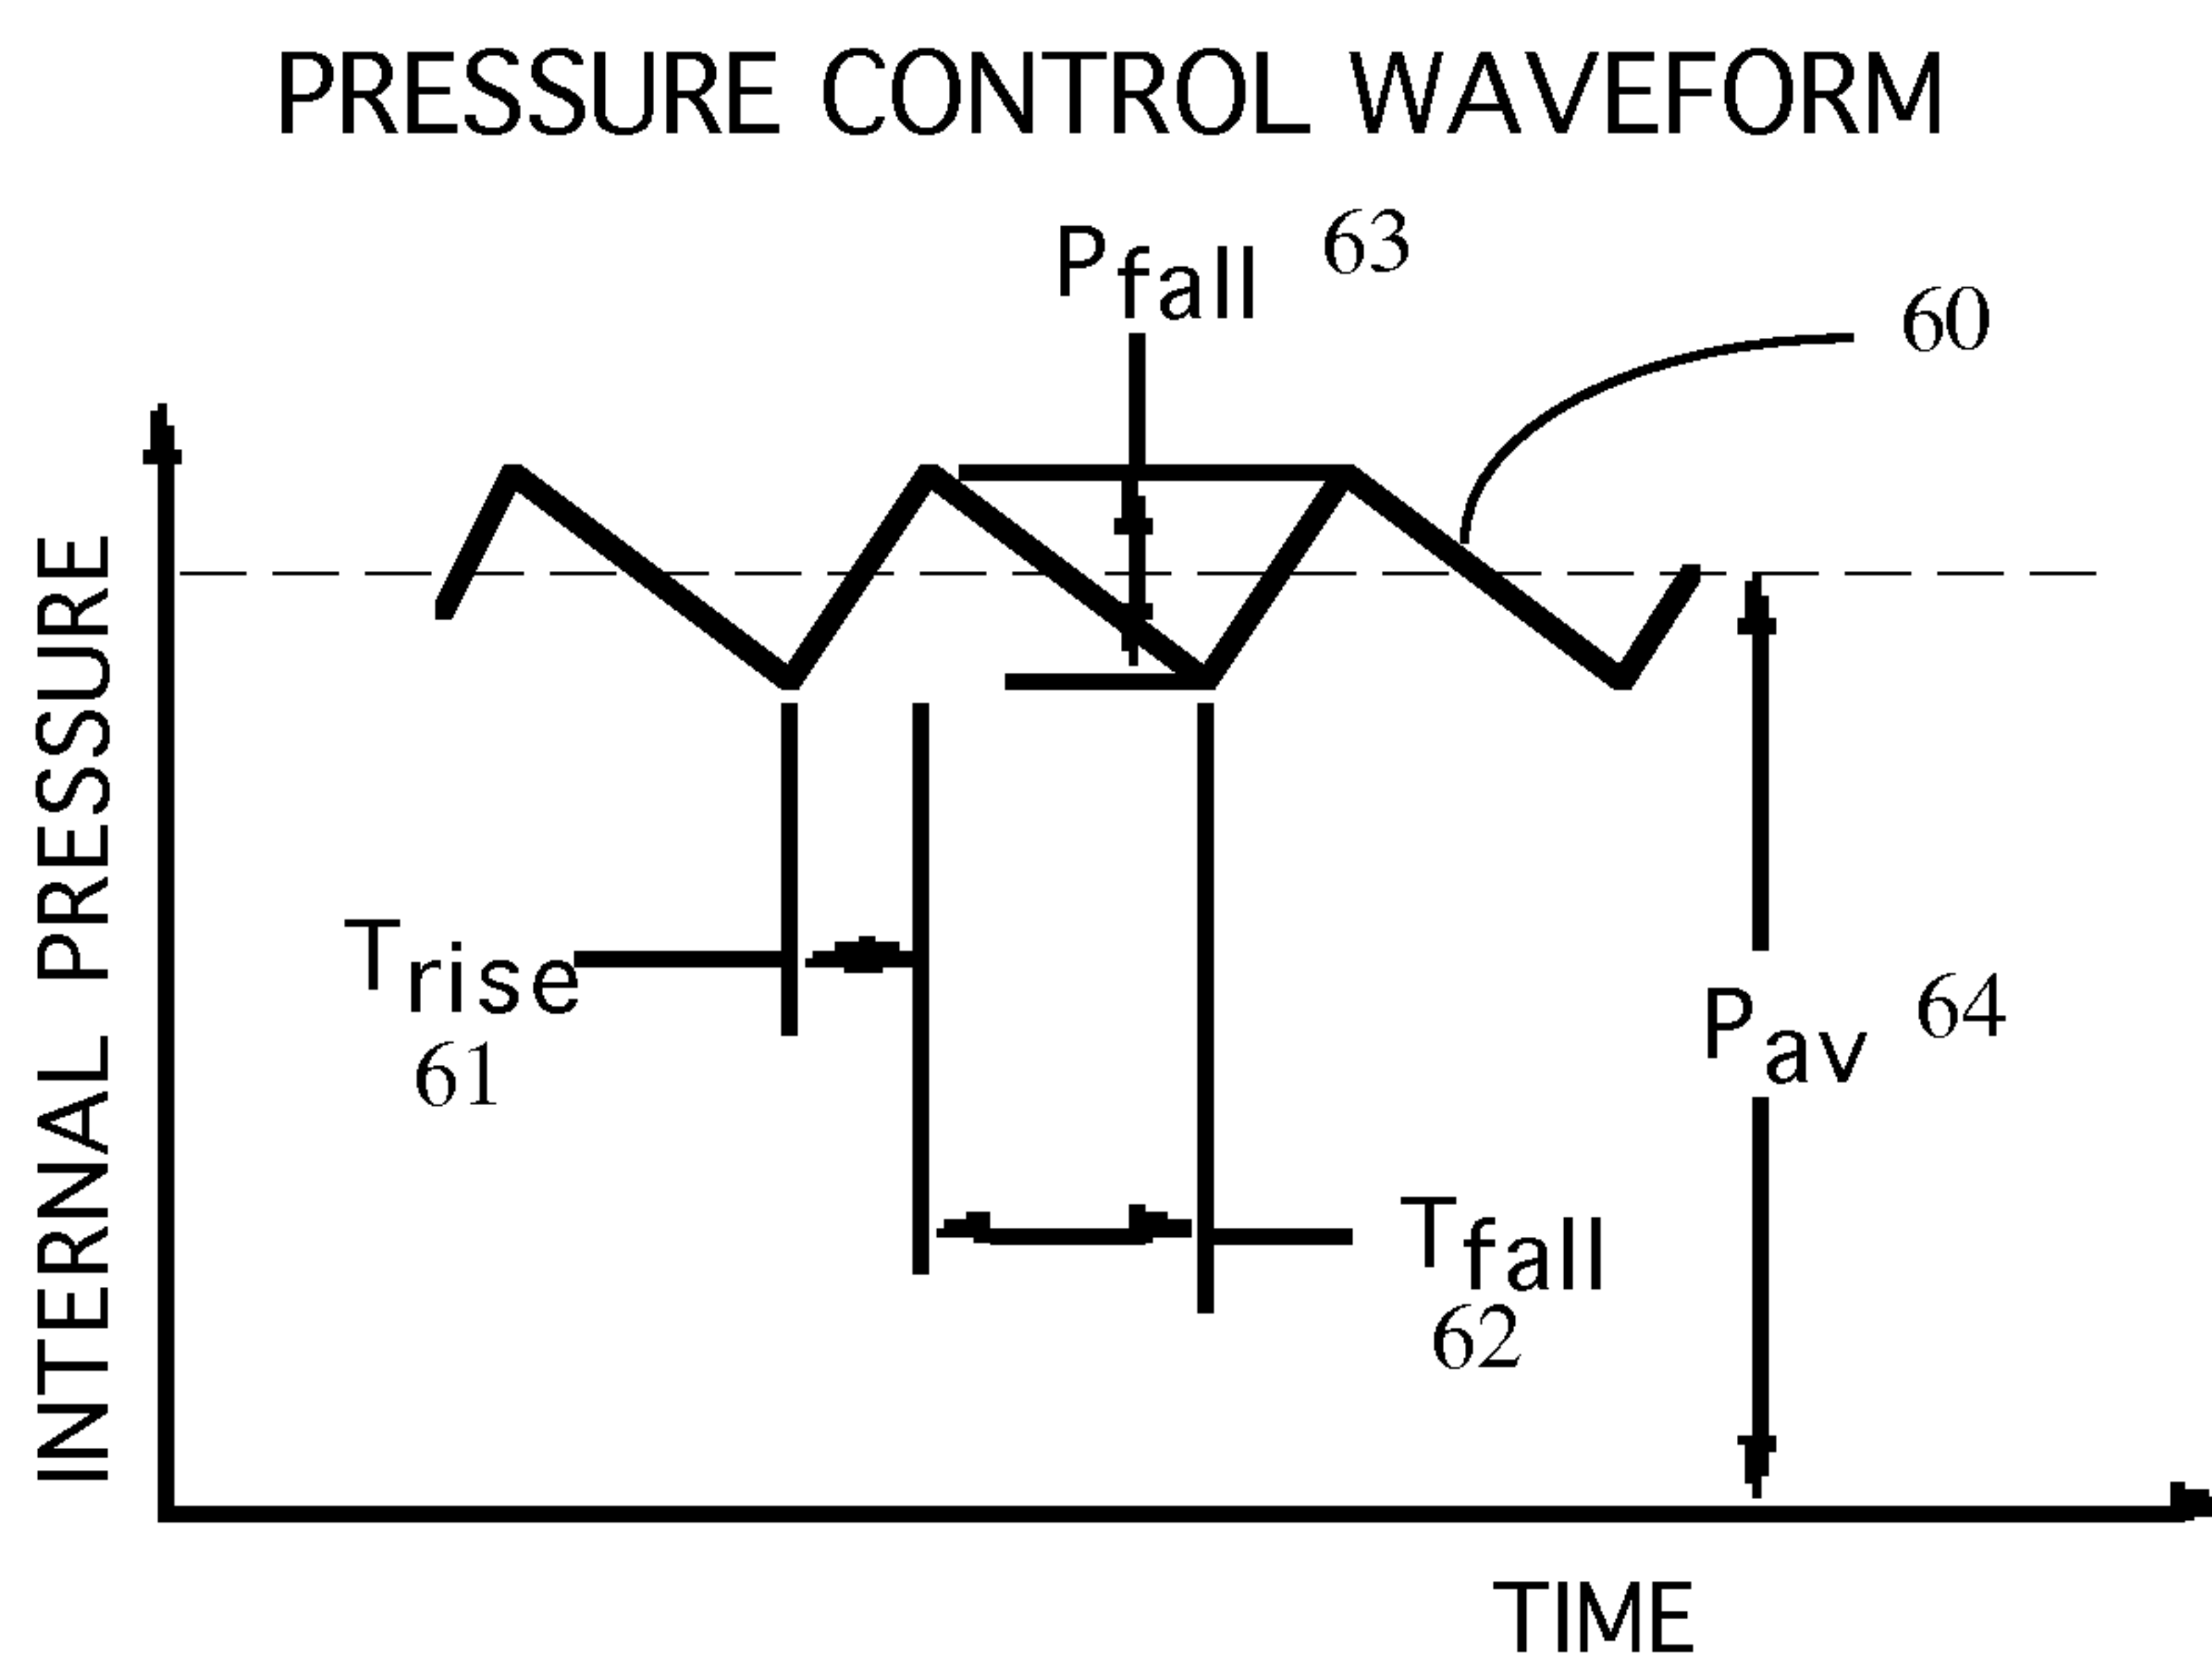 PRESSURE CONTROL WAVEFORM
Pfall 63
60
INTERNAL PRESSURE
Trise
61
Pav 64
Tfall
62
TIME